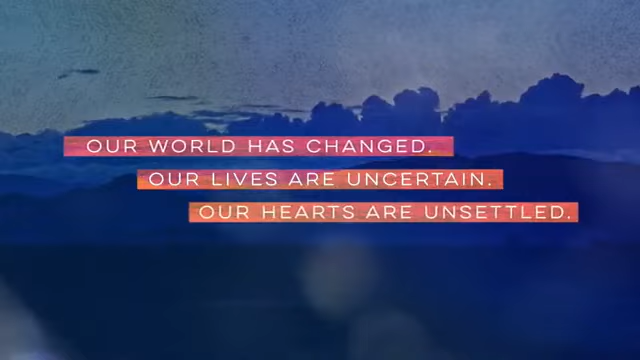 OUR WORLD HAS CHANGED.
OUR LIVES ARE UNCERTAIN.
OUR HEARTS ARE UNSETTLED.